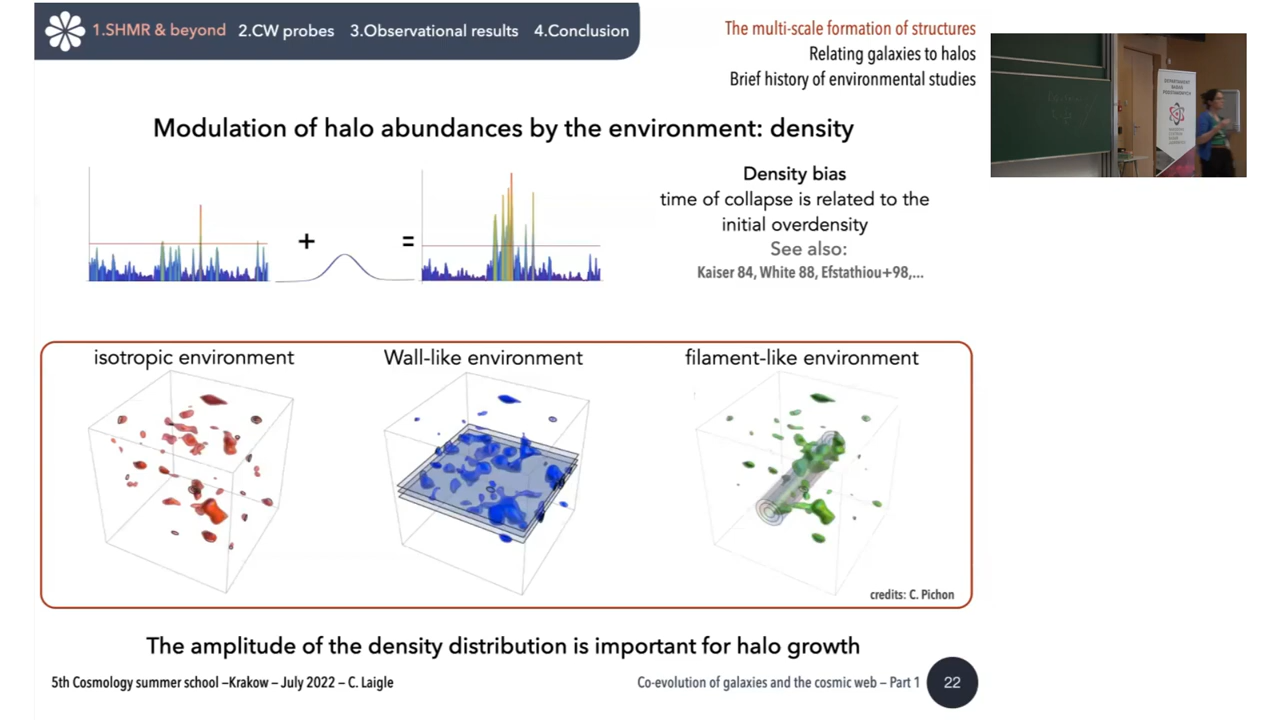 1.SHMR & beyond 2.CW probes 3.Observational results 4.Conclusion
The multi-scale formation of structures
Relating galaxies to halos
Brief history of environmental studies
Modulation of halo abundances by the environment: density
+
=
Density bias
time of collapse is related to the
initial overdensity
See also:
Kaiser 84, White 88, Efstathiou+98,...
isotropic environment
Wall-like environment
filament-like environment
credits: C. Pichon
The amplitude of the density distribution is important for halo growth
5th Cosmology summer school –Krakow – July 2022 – C. Laigle
Co-evolution of galaxies and the cosmic web – Part 1
22